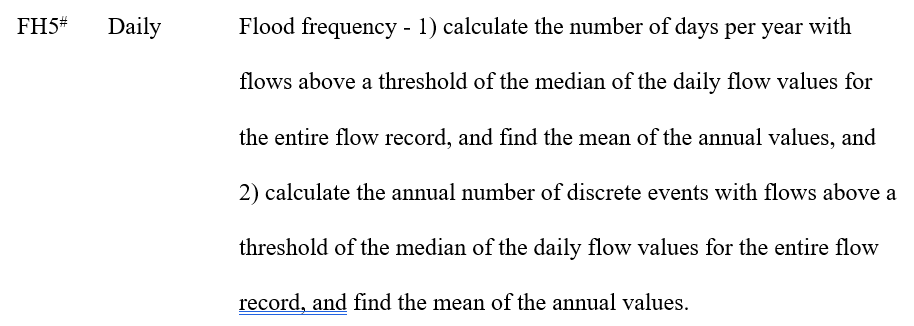 FH5# Daily Flood frequency - 1) calculate the number of days per year with
flows above a threshold of the median of the daily flow values for
the entire flow record, and find the mean of the annual values, and
2) calculate the annual number of discrete events with flows above a
threshold of the median of the daily flow values for the entire flow
record, and find the mean of the annual values.